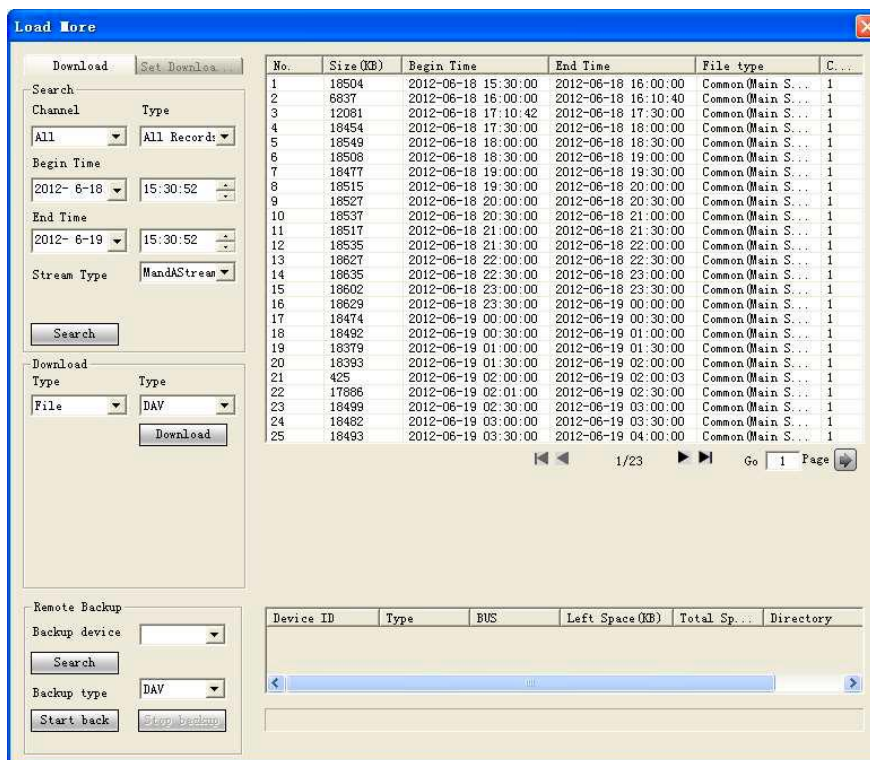 Load More
Download Set Downloa...
Search
Channel Type
All All Records
Begin Time
2012- 6-18 15:30:52
End Time
2012- 6-19 15:30:52
Stream Type MandAStream
Search
Download
Type Type
File DAV
Download
No. Size(KB) Begin Time End Time File type C...
1 18504 2012-06-18 15:30:00 2012-06-18 16:00:00 Common(Main S... 1
2 6837 2012-06-18 16:00:00 2012-06-18 16:10:40 Common(Main S... 1
3 12081 2012-06-18 17:10:42 2012-06-18 17:30:00 Common(Main S... 1
4 18454 2012-06-18 17:30:00 2012-06-18 18:00:00 Common(Main S... 1
5 18549 2012-06-18 18:00:00 2012-06-18 18:30:00 Common(Main S... 1
6 18508 2012-06-18 18:30:00 2012-06-18 19:00:00 Common(Main S... 1
7 18477 2012-06-18 19:00:00 2012-06-18 19:30:00 Common(Main S... 1
8 18515 2012-06-18 19:30:00 2012-06-18 20:00:00 Common(Main S... 1
9 18527 2012-06-18 20:00:00 2012-06-18 20:30:00 Common(Main S... 1
10 18537 2012-06-18 20:30:00 2012-06-18 21:00:00 Common(Main S... 1
11 18517 2012-06-18 21:00:00 2012-06-18 21:30:00 Common(Main S... 1
12 18535 2012-06-18 21:30:00 2012-06-18 22:00:00 Common(Main S... 1
13 18627 2012-06-18 22:00:00 2012-06-18 22:30:00 Common(Main S... 1
14 18635 2012-06-18 22:30:00 2012-06-18 23:00:00 Common(Main S... 1
15 18602 2012-06-18 23:00:00 2012-06-18 23:30:00 Common(Main S... 1
16 18629 2012-06-18 23:30:00 2012-06-19 00:00:00 Common(Main S... 1
17 18474 2012-06-19 00:00:00 2012-06-19 00:30:00 Common(Main S... 1
18 18492 2012-06-19 00:30:00 2012-06-19 01:00:00 Common(Main S... 1
19 18379 2012-06-19 01:00:00 2012-06-19 01:30:00 Common(Main S... 1
20 18393 2012-06-19 01:30:00 2012-06-19 02:00:00 Common(Main S... 1
21 425 2012-06-19 02:00:00 2012-06-19 02:00:03 Common(Main S... 1
22 17886 2012-06-19 02:01:00 2012-06-19 02:30:00 Common(Main S... 1
23 18499 2012-06-19 02:30:00 2012-06-19 03:00:00 Common(Main S... 1
24 18482 2012-06-19 03:00:00 2012-06-19 03:30:00 Common(Main S... 1
25 18493 2012-06-19 03:30:00 2012-06-19 04:00:00 Common(Main S... 1
1/23 Go 1 Page
Remote Backup
Backup device
Search
Backup type DAV
Start back Stop backup
Device ID Type BUS Left Space(KB) Total Sp... Directory